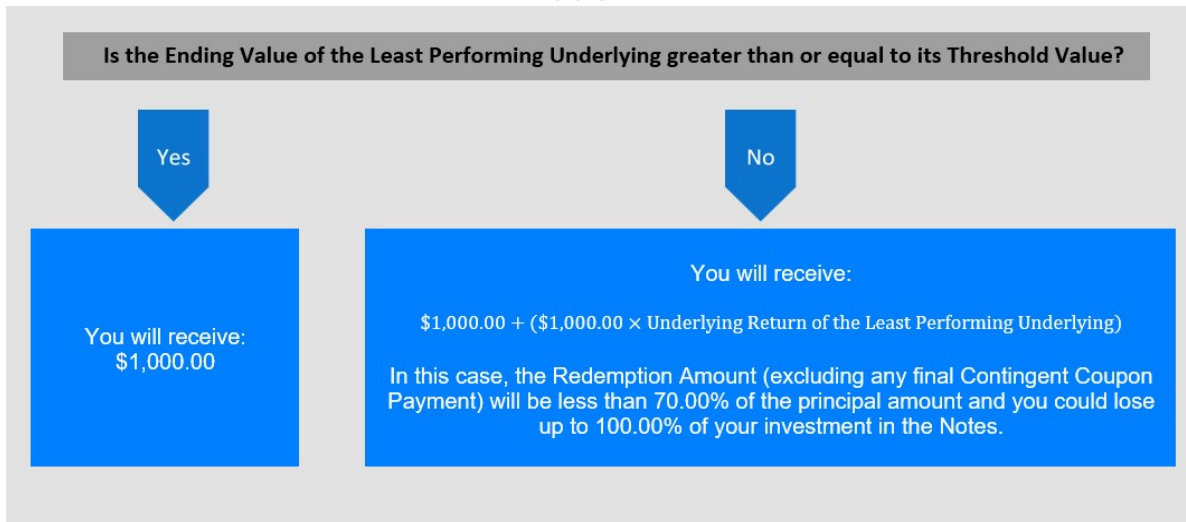 Is the Ending Value of the Least Performing Underlying greater than or equal to its Threshold Value?
Yes
No
You will receive:
$1,000.00
You will receive:
$1,000.00 + ($1,000.00 × Underlying Return of the Least Performing Underlying)
In this case, the Redemption Amount (excluding any final Contingent Coupon
Payment) will be less than 70.00% of the principal amount and you could lose
up to 100.00% of your investment in the Notes.